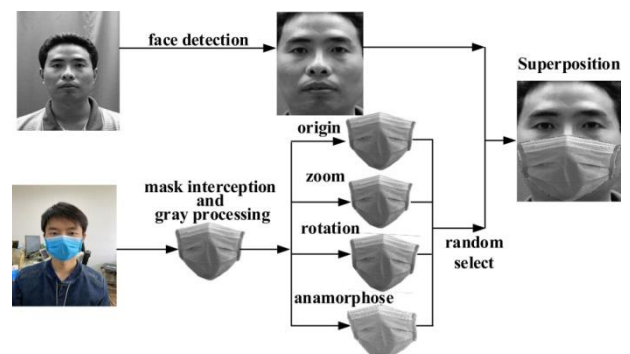 face detection
Superposition
origin
zoom
mask interception
and
gray processing
rotation
random
select
anamorphose